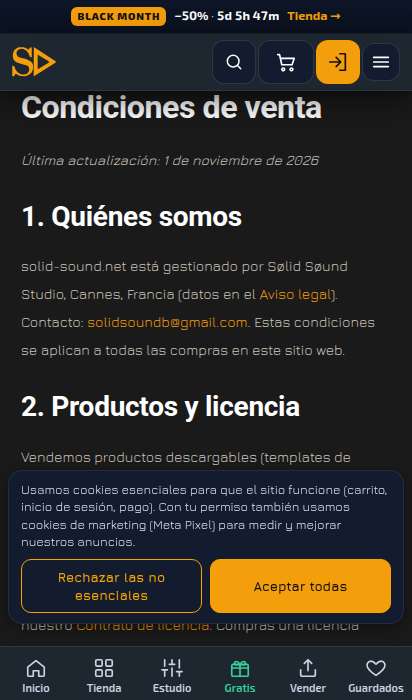 BLACK MONTH −50% · 5d 5h 47m Tienda →
SD
Condiciones de venta
Última actualización: 1 de noviembre de 2026
1. Quiénes somos
solid-sound.net está gestionado por Sølid Søund
Studio, Cannes, Francia (datos en el Aviso legal).
Contacto: solidsoundb@gmail.com. Estas condiciones
se aplican a todas las compras en este sitio web.
2. Productos y licencia
Vendemos productos descargables (templates de
Usamos cookies esenciales para que el sitio funcione (carrito,
inicio de sesión, pago). Con tu permiso también usamos
cookies de marketing (Meta Pixel) para medir y mejorar
nuestros anuncios.
Rechazar las no
esenciales
Aceptar todas
nuestro Contrato de licencia. Compras una licencia
Inicio Tienda Estudio Gratis Vender Guardados